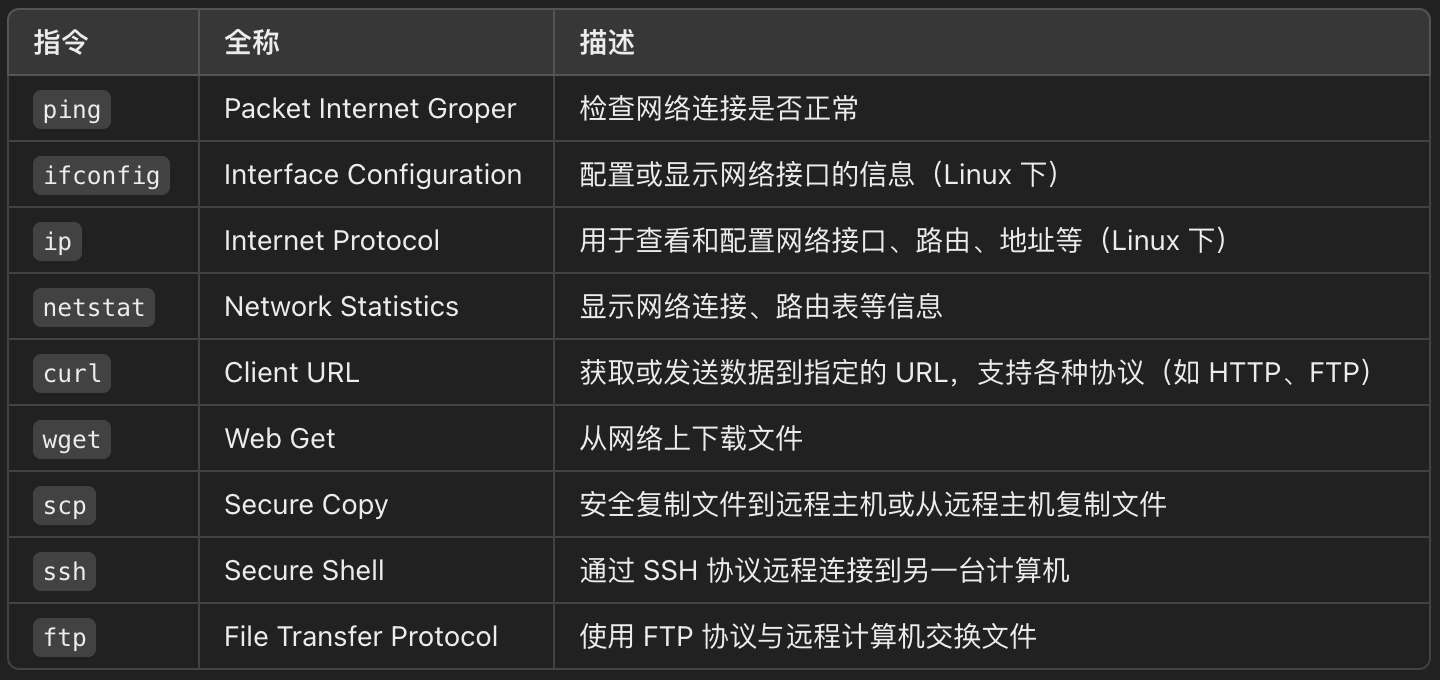 指令 全称 描述
ping Packet Internet Groper 检查网络连接是否正常
ifconfig Interface Configuration 配置或显示网络接口的信息（Linux 下）
ip Internet Protocol 用于查看和配置网络接口、路由、地址等（Linux 下）
netstat Network Statistics 显示网络连接、路由表等信息
curl Client URL 获取或发送数据到指定的 URL，支持各种协议（如 HTTP、FTP）
wget Web Get 从网络上下载文件
scp Secure Copy 安全复制文件到远程主机或从远程主机复制文件
ssh Secure Shell 通过 SSH 协议远程连接到另一台计算机
ftp File Transfer Protocol 使用 FTP 协议与远程计算机交换文件